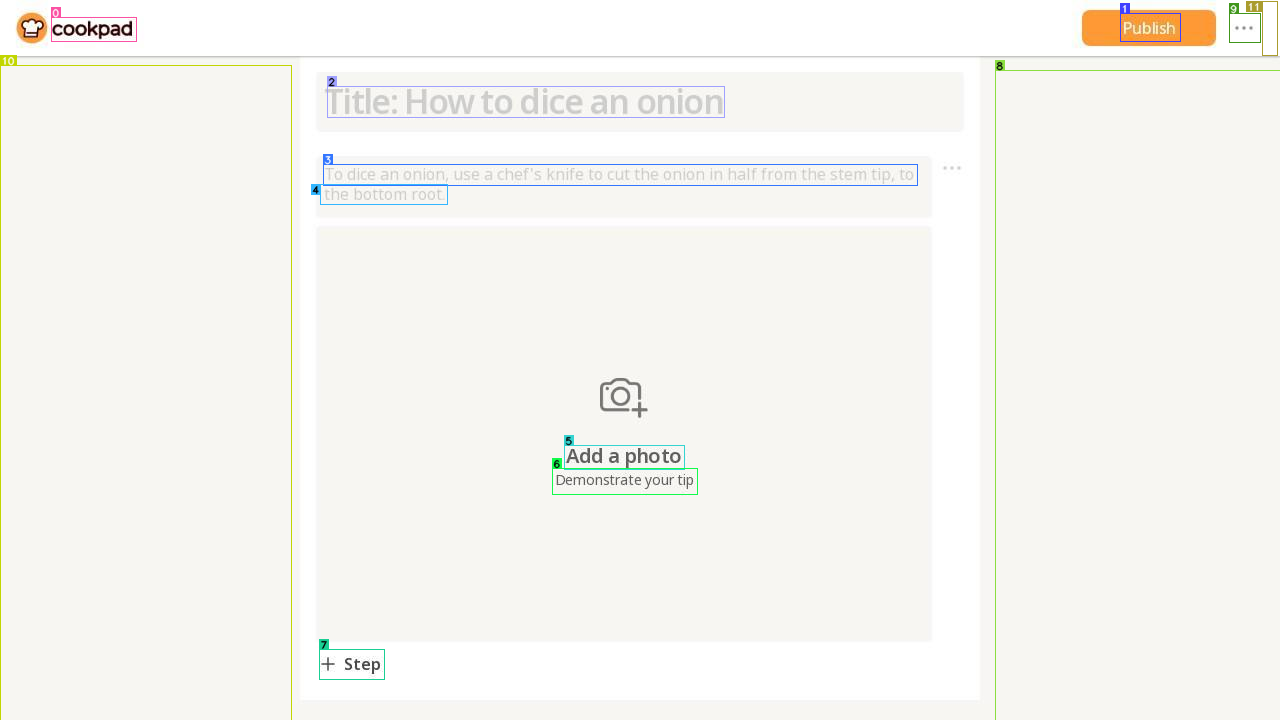 cookpad
Publish
Title: How to dice an onion
To dice an onion, use a chef's knife to cut the onion in half from the stem tip, to
the bottom root.
Add a photo
Demonstrate your tip
Step
0
1
2
3
4
5
6
7
8
9
10
11